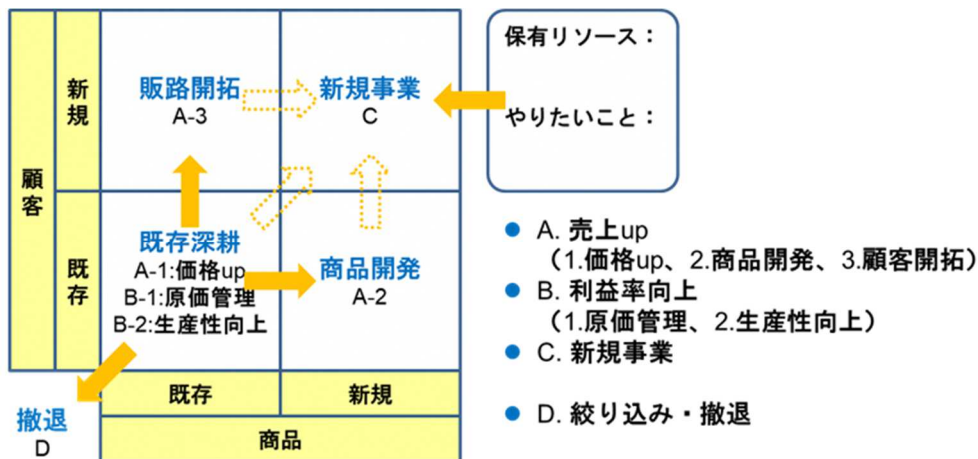 顧客
新規
既存
販路開拓
A-3
新規事業
C
既存深耕
A-1:価格up
B-1:原価管理
B-2:生産性向上
商品開発
A-2
撤退
D
既存
新規
商品
保有リソース：
やりたいこと：
● A. 売上up
（1.価格up、2.商品開発、3.顧客開拓）
● B. 利益率向上
（1.原価管理、2.生産性向上）
● C. 新規事業
● D. 絞り込み・撤退